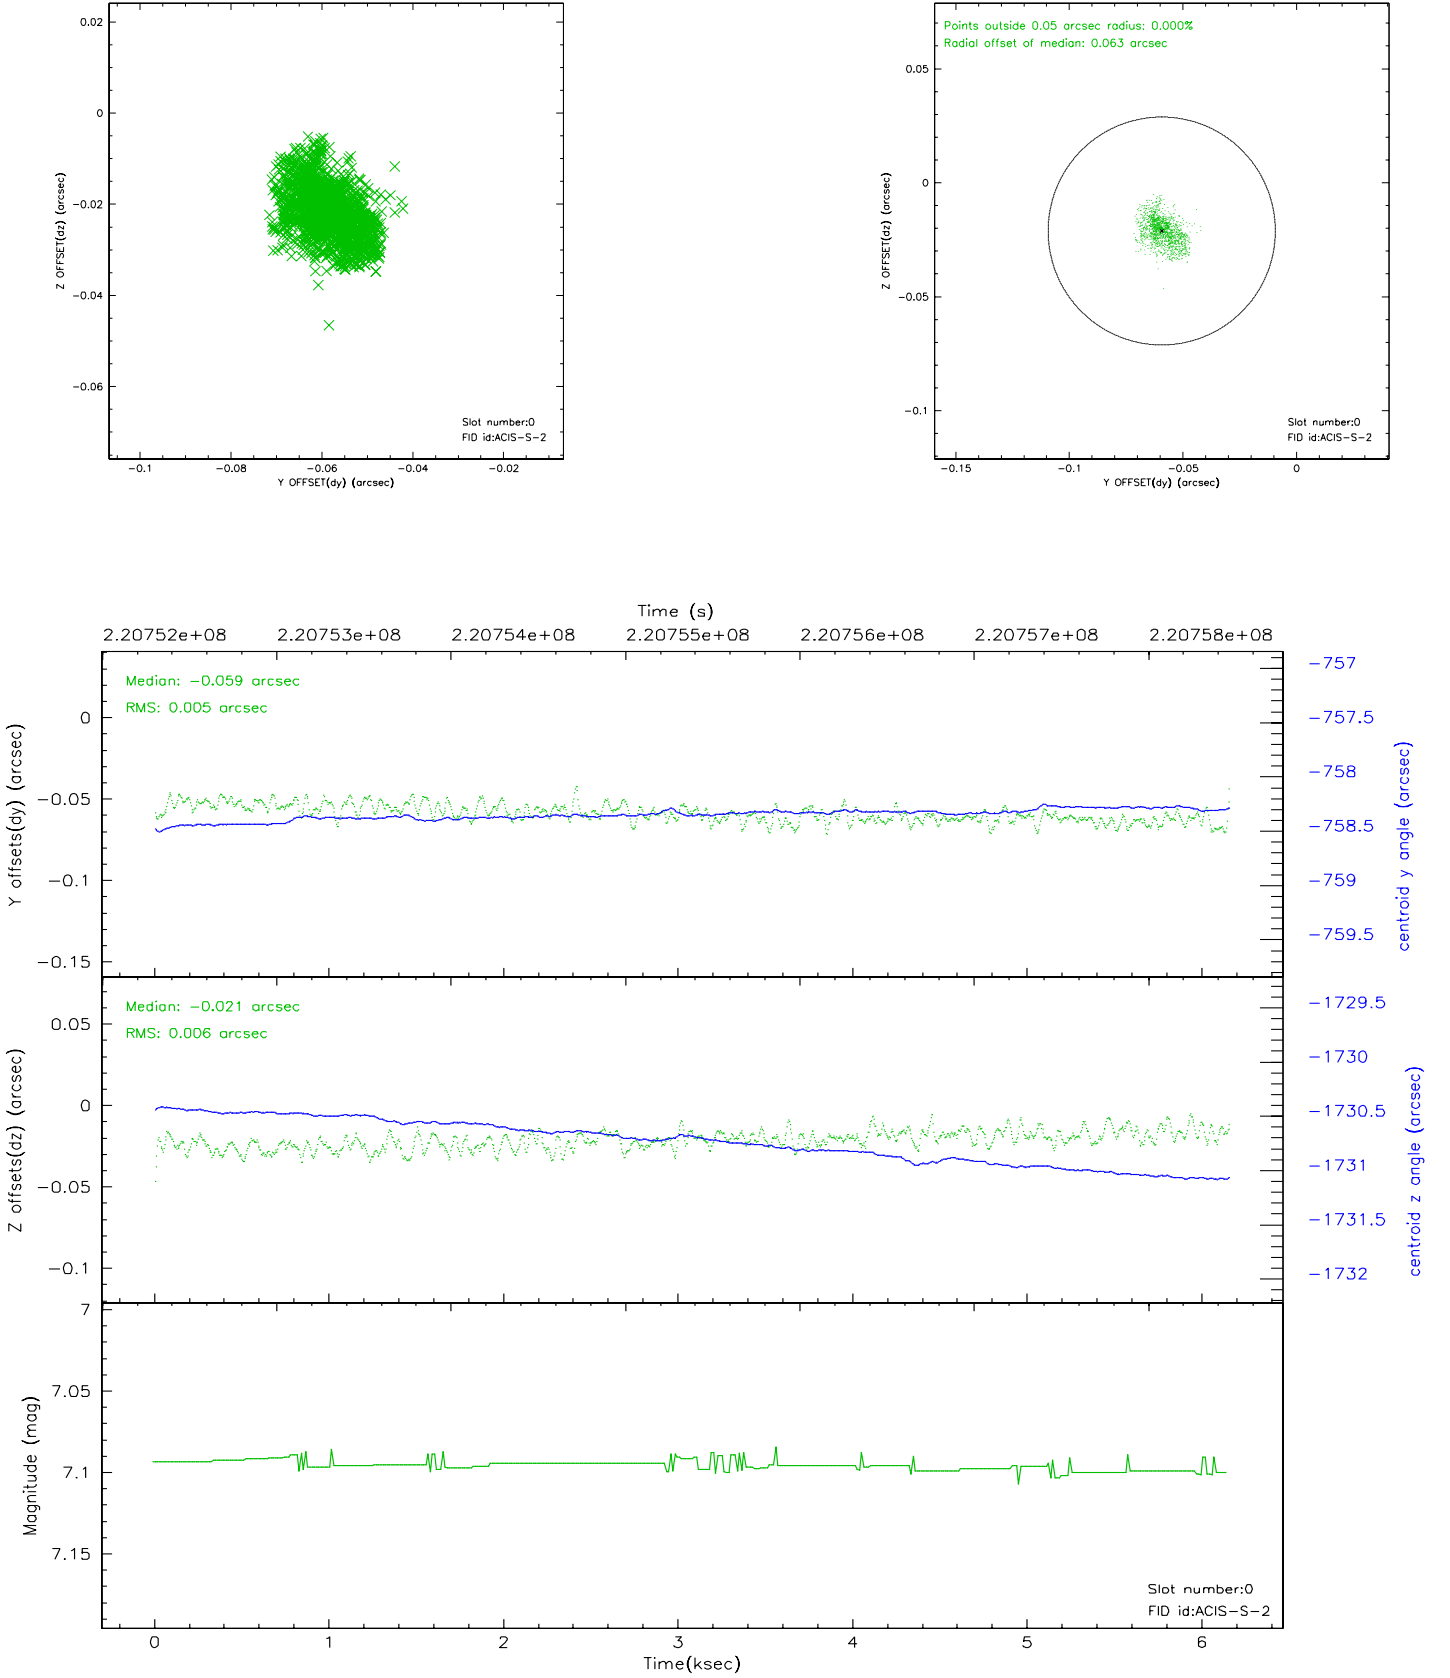 0.02
0
-0.02
-0.04
-0.06
Z OFFSET(dz) (arcsec)
Slot number:0
FID id:ACIS-S-2
-0.1 -0.08 -0.06 -0.04 -0.02
Y OFFSET(dy) (arcsec)
Points outside 0.05 arcsec radius: 0.000%
Radial offset of median: 0.063 arcsec
0.05
0
-0.05
-0.1
Z OFFSET(dz) (arcsec)
Slot number:0
FID id:ACIS-S-2
-0.15 -0.1 -0.05 0
Y OFFSET(dy) (arcsec)
Time (s)
2.20752e+08 2.20753e+08 2.20754e+08 2.20755e+08 2.20756e+08 2.20757e+08 2.20758e+08
Median: -0.059 arcsec
RMS: 0.005 arcsec
0
-0.05
-0.1
-0.15
Y offsets(dy) (arcsec)
-757
-757.5
-758
-758.5
-759
-759.5
centroid y angle (arcsec)
Median: -0.021 arcsec
RMS: 0.006 arcsec
0.05
0
-0.05
-0.1
Z offsets(dz) (arcsec)
-1729.5
-1730
-1730.5
-1731
-1731.5
-1732
centroid z angle (arcsec)
7
7.05
7.1
7.15
Magnitude (mag)
Slot number:0
FID id:ACIS-S-2
0 1 2 3 4 5 6
Time(ksec)